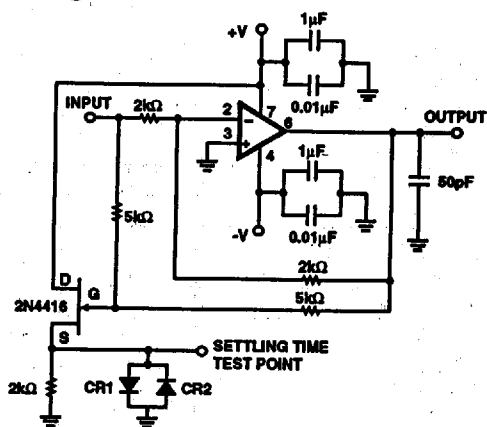 1µF
+V
0.01µF
INPUT
2kΩ
2
7
6
OUTPUT
3
4
1µF
50pF
5kΩ
-V
0.01µF
2kΩ
D
G
5kΩ
2N4416
S
SETTLING TIME
TEST POINT
2kΩ
CR1
CR2